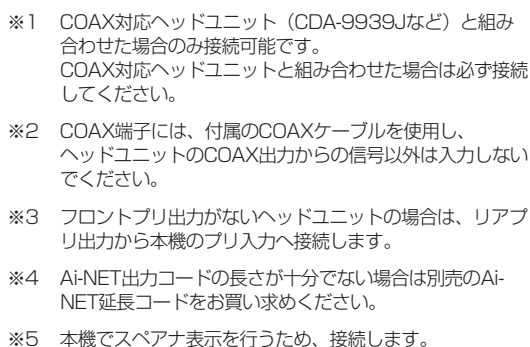 ※1 COAX対応ヘッドユニット（CDA-9939Jなど）と組み
合わせた場合のみ接続可能です。
COAX対応ヘッドユニットと組み合わせた場合は必ず接続
してください。
※2 COAX端子には、付属のCOAXケーブルを使用し、
ヘッドユニットのCOAX出力からの信号以外は入力しない
でください。
※3 フロントプリ出力がないヘッドユニットの場合は、リアプ
リ出力から本機のプリ入力へ接続します。
※4 Ai-NET出力コードの長さが十分でない場合は別売のAi-
NET延長コードをお買い求めください。
※5 本機でスペアナ表示を行うため、接続します。